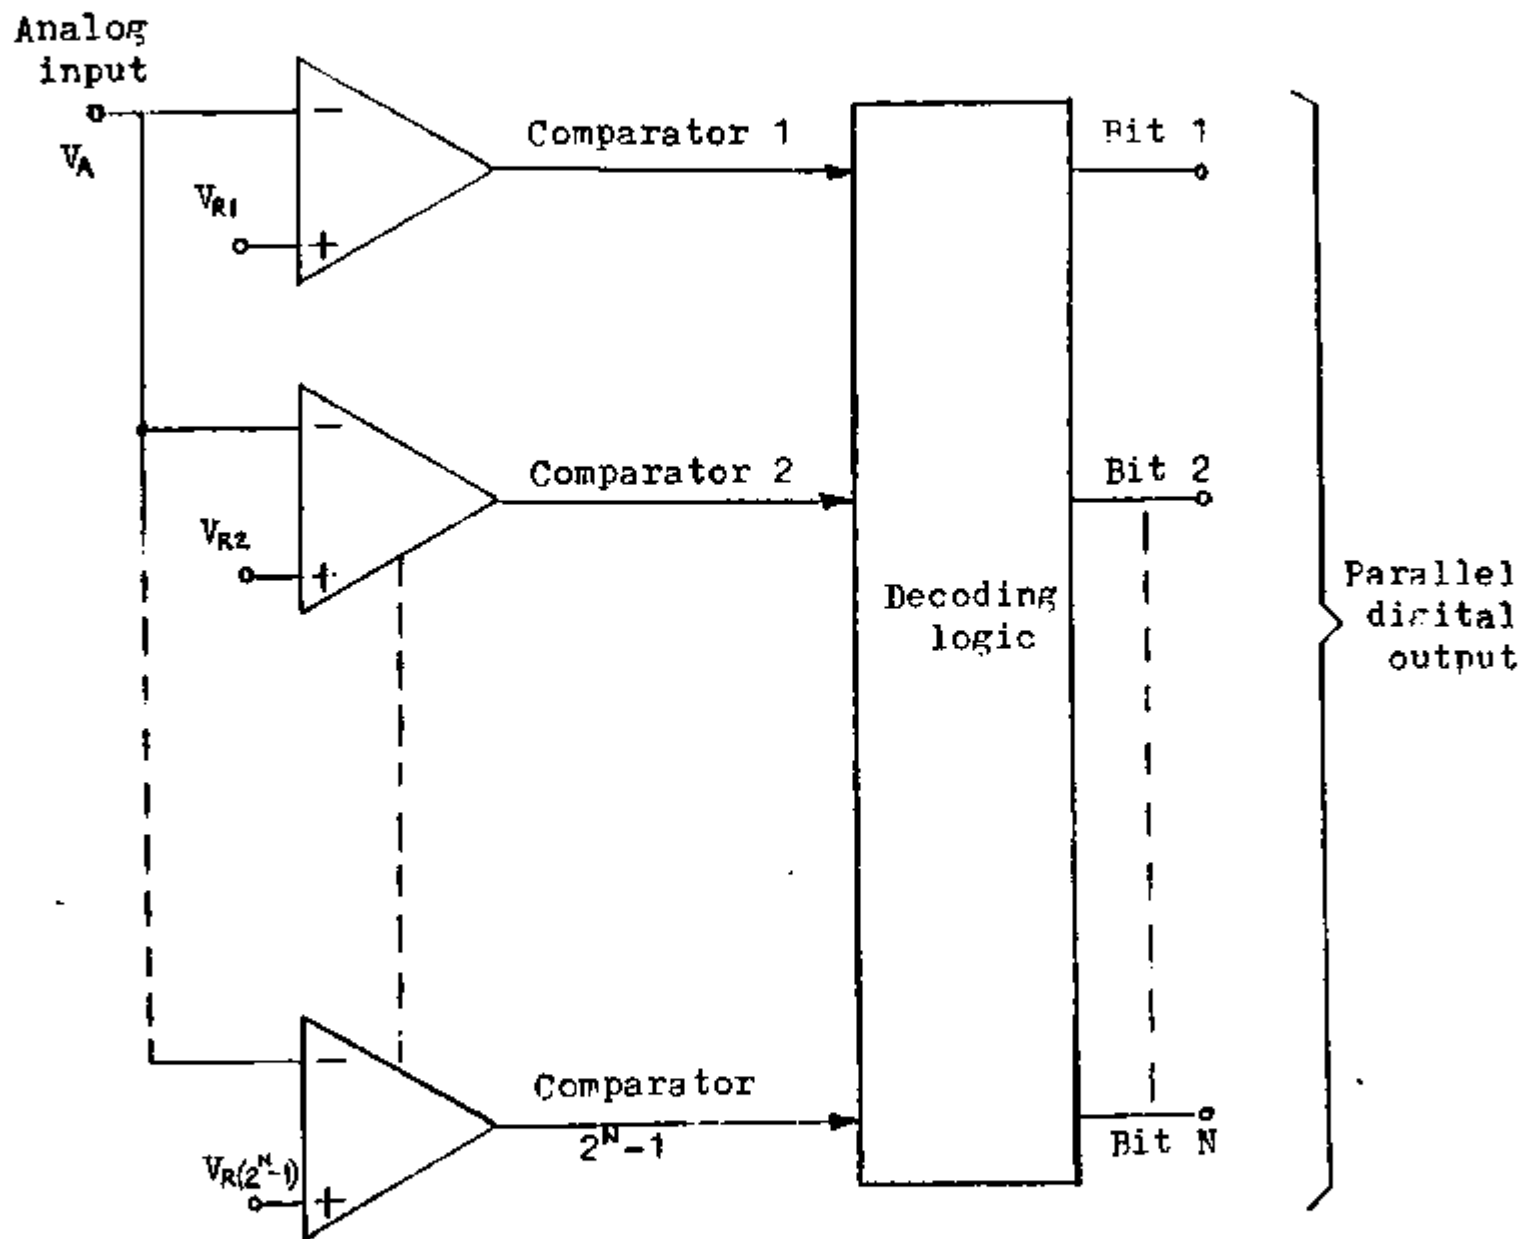 Analog
input
V_A
V_R1
−
+
Comparator 1
Bit 1
−
V_R2
+
Comparator 2
Bit 2
Decoding
logic
Parallel
digital
output
−
V_R(2^N-1)
+
Comparator
2^N-1
Bit N